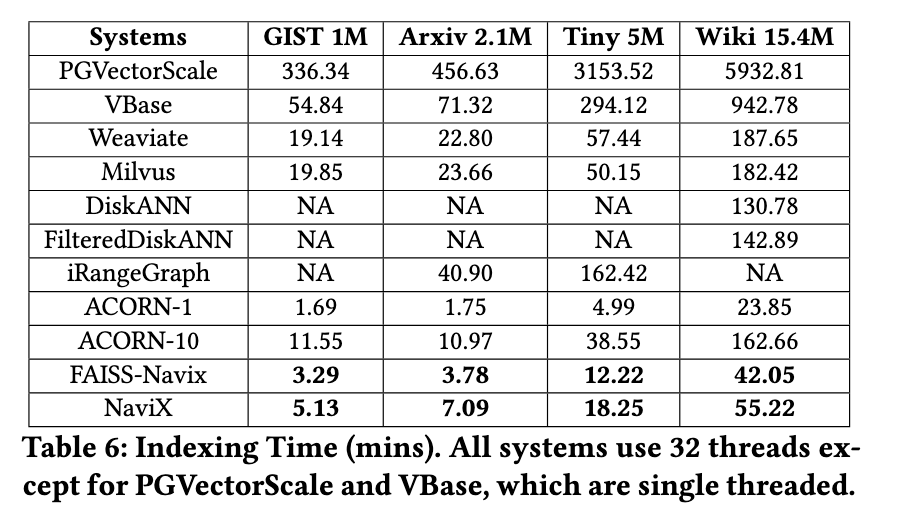 Systems GIST 1M Arxiv 2.1M Tiny 5M Wiki 15.4M
PGVectorScale 336.34 456.63 3153.52 5932.81
VBase 54.84 71.32 294.12 942.78
Weaviate 19.14 22.80 57.44 187.65
Milvus 19.85 23.66 50.15 182.42
DiskANN NA NA NA 130.78
FilteredDiskANN NA NA NA 142.89
iRangeGraph NA 40.90 162.42 NA
ACORN-1 1.69 1.75 4.99 23.85
ACORN-10 11.55 10.97 38.55 162.66
FAISS-Navix 3.29 3.78 12.22 42.05
NaviX 5.13 7.09 18.25 55.22
Table 6: Indexing Time (mins). All systems use 32 threads ex-
cept for PGVectorScale and VBase, which are single threaded.